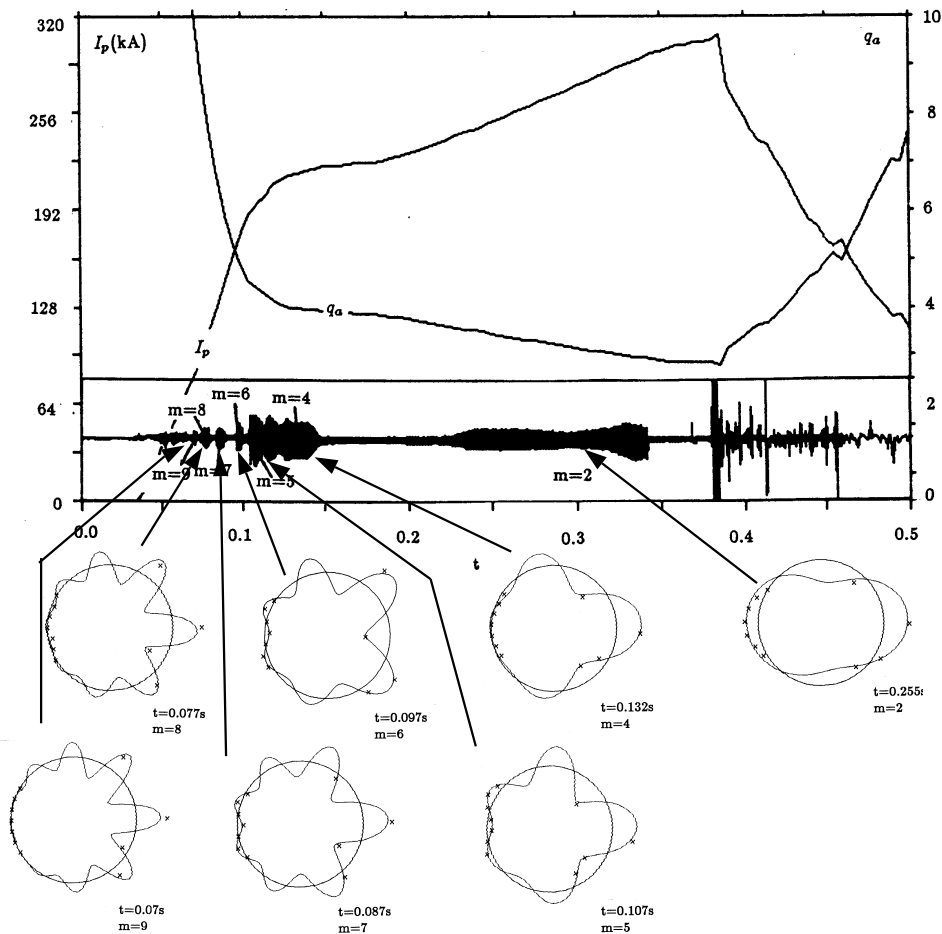 320
I_p(kA)
q_a
10
256
8
192
6
128
q_a
4
I_p
m=6
m=8
m=4
64
2
m=9
m=7
m=5
m=2
0
0
0.0
0.1
0.2
0.3
0.4
0.5
t
t=0.077s
m=8
t=0.097s
m=6
t=0.132s
m=4
t=0.255s
m=2
t=0.07s
m=9
t=0.087s
m=7
t=0.107s
m=5